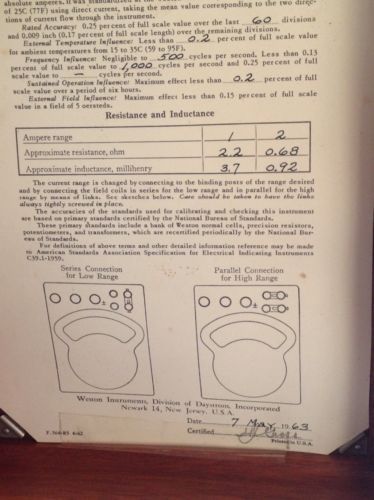 absolute amperes. It was standardized at
of 25C (77F) using direct current, taking the mean value corresponding to the two direc-
tions of current flow through the instrument.
Rated Accuracy: 0.25 percent of full scale value over the last 60 divisions
and 0.009 inch (0.17 percent of full scale length) over the remaining divisions.
External Temperature Influence: Less than 0.2 per cent of full scale value
for ambient temperatures from 15 to 35C (59 to 95F).
Frequency Influence: Negligible to 500 cycles per second, Less than 0.13
percent of full scale value to 1,000 cycles per second and 0.25 percent of full
scale value to — cycles per second.
Sustained Operation Influence: Maximum effect less than 0.2 percent of full
scale value over a period of six hours.
External Field Influence: Maximum effect less than 0.15 percent of full scale
value in a field of 5 oersteds.
Resistance and Inductance
Ampere range 1 2
Approximate resistance, ohm 2.2 0.68
Approximate inductance, millihenry 3.7 0.92
The current range is changed by connecting to the binding posts of the range desired
and by connecting the field coils in series for the low range and in parallel for the high
range by means of links. See sketches below. Care should be taken to have the links
always tightly screwed in place.
The accuracies of the standards used for calibrating and checking this instrument
are based on primary standards certified by the National Bureau of Standards.
These primary standards include a bank of Weston normal cells, precision resistors,
potentiometers, and transformers, which are recertified periodically by the National Bur-
eau of Standards.
For definitions of above terms and other detailed information reference may be made
to American Standards Association Specification for Electrical Indicating Instruments
C39.1-1959.
Series Connection Parallel Connection
for Low Range for High Range
±
±
Weston Instruments, Division of Daystrom, Incorporated
Newark 14, New Jersey, U.S.A.
Date 7 May 1963
Certified
Printed in U.S.A.